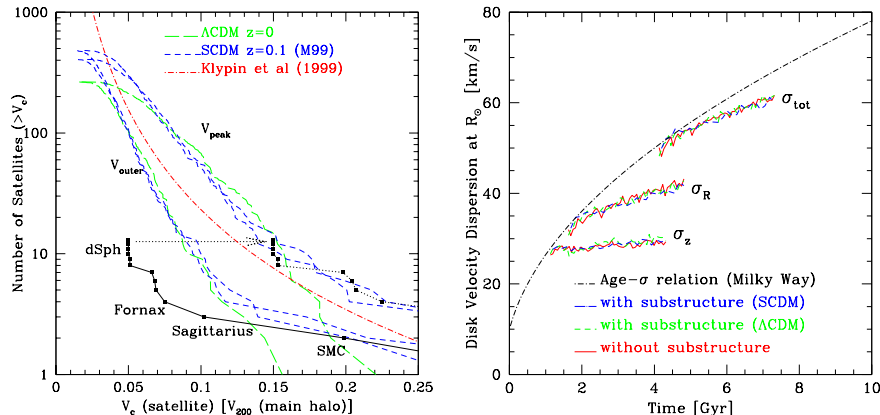 1000
100
10
1
Number of Satellites (>V_c)
ΛCDM z=0
SCDM z=0.1 (M99)
Klypin et al (1999)
V_peak
V_outer
dSph
Fornax
Sagittarius
SMC
0 0.05 0.1 0.15 0.2 0.25
V_c (satellite) [V_200 (main halo)]
80
60
40
20
0
Disk Velocity Dispersion at R_⊙ [km/s]
σ_tot
σ_R
σ_z
Age-σ relation (Milky Way)
with substructure (SCDM)
with substructure (ΛCDM)
without substructure
0 2 4 6 8 10
Time [Gyr]